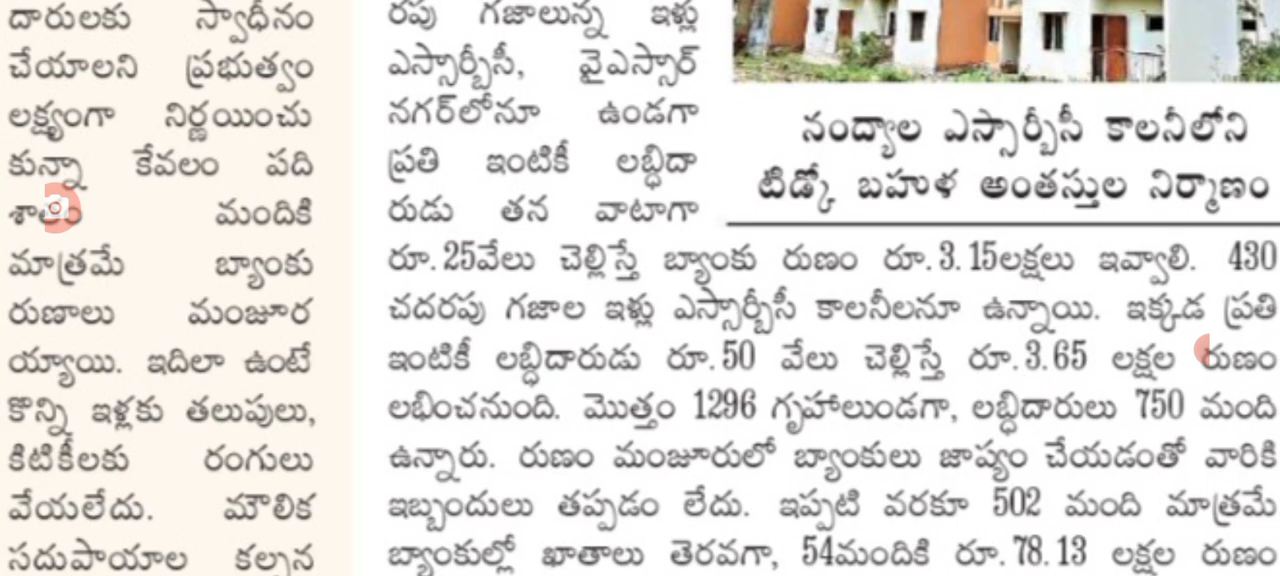 దారులకు స్వాధీనం
చేయాలని ప్రభుత్వం
లక్ష్యంగా నిర్ణయించు
కున్నా కేవలం పది
శాతం మందికి
మాత్రమే బ్యాంకు
రుణాలు మంజూర
య్యాయి. ఇదిలా ఉంటే
కొన్ని ఇళ్లకు తలుపులు,
కిటికీలకు రంగులు
వేయలేదు. మౌలిక
సదుపాయాల కల్పన
రపు గజాలున్న ఇళ్లు
ఎస్సార్బీసీ, వైఎస్సార్
నగర్‌లోనూ ఉండగా
ప్రతి ఇంటికీ లబ్ధిదా
రుడు తన వాటాగా
రూ.25వేలు చెల్లిస్తే బ్యాంకు రుణం రూ.3.15లక్షలు ఇవ్వాలి. 430
చదరపు గజాల ఇళ్లు ఎస్సార్బీసీ కాలనీలనూ ఉన్నాయి. ఇక్కడ ప్రతి
ఇంటికీ లబ్ధిదారుడు రూ.50 వేలు చెల్లిస్తే రూ.3.65 లక్షల రుణం
లభించనుంది. మొత్తం 1296 గృహాలుండగా, లబ్ధిదారులు 750 మంది
ఉన్నారు. రుణం మంజూరులో బ్యాంకులు జాప్యం చేయడంతో వారికి
ఇబ్బందులు తప్పడం లేదు. ఇప్పటి వరకూ 502 మంది మాత్రమే
బ్యాంకుల్లో ఖాతాలు తెరవగా, 54మందికి రూ.78.13 లక్షల రుణం
నంద్యాల ఎస్సార్బీసీ కాలనీలోని
టిడ్కో బహుళ అంతస్తుల నిర్మాణం